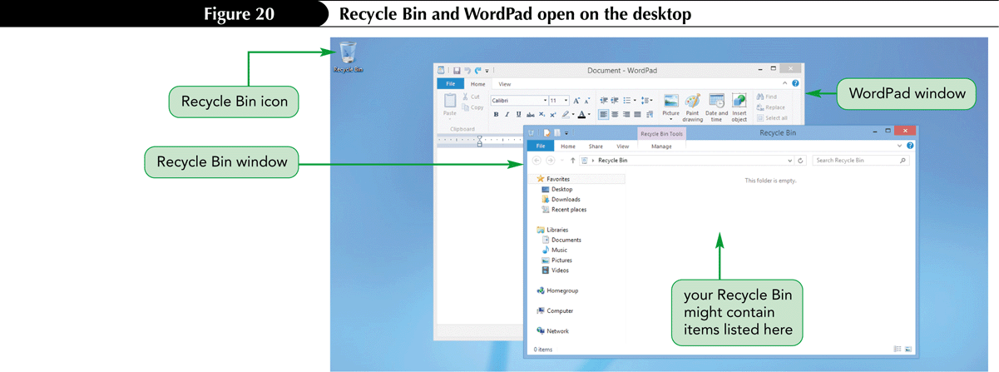 Figure 20
Recycle Bin and WordPad open on the desktop
Recycle Bin
Recycle Bin icon
Document - WordPad
File Home View
WordPad window
Cut
Copy
Paste
Clipboard
Calibri 11
B I U abc X₂ X² A
Picture
Paint drawing
Date and time
Insert object
Find
Replace
Select all
Recycle Bin window
Recycle Bin Tools
Recycle Bin
File Home Share View Manage
Recycle Bin
Search Recycle Bin
This folder is empty.
Favorites
Desktop
Downloads
Recent places
Libraries
Documents
Music
Pictures
Videos
Homegroup
Computer
Network
your Recycle Bin
might contain
items listed here
0 items